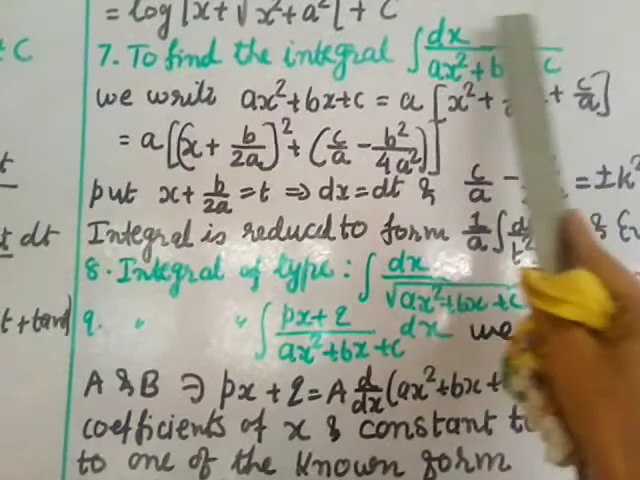 = log |x + √x² + a²| + C
7. To find the integral ∫ dx / ax² + b C
we write ax² + bx + c = a [x² + + c/a]
= a [(x + b/2a)² + (c/a - b²/4a²)]
put x + b/2a = t ⇒ dx = dt & c/a - = ±k²
Integral is reduced to form 1/a ∫ &
8. Integral of type: ∫ dx / √ax² + bx + c
9. " " ∫ px + q / ax² + bx + c dx we
A & B ∋ px + q = A d/dx (ax² + bx +
coefficients of x & constant
to one of the known form
± C
t
t dt
t + tan